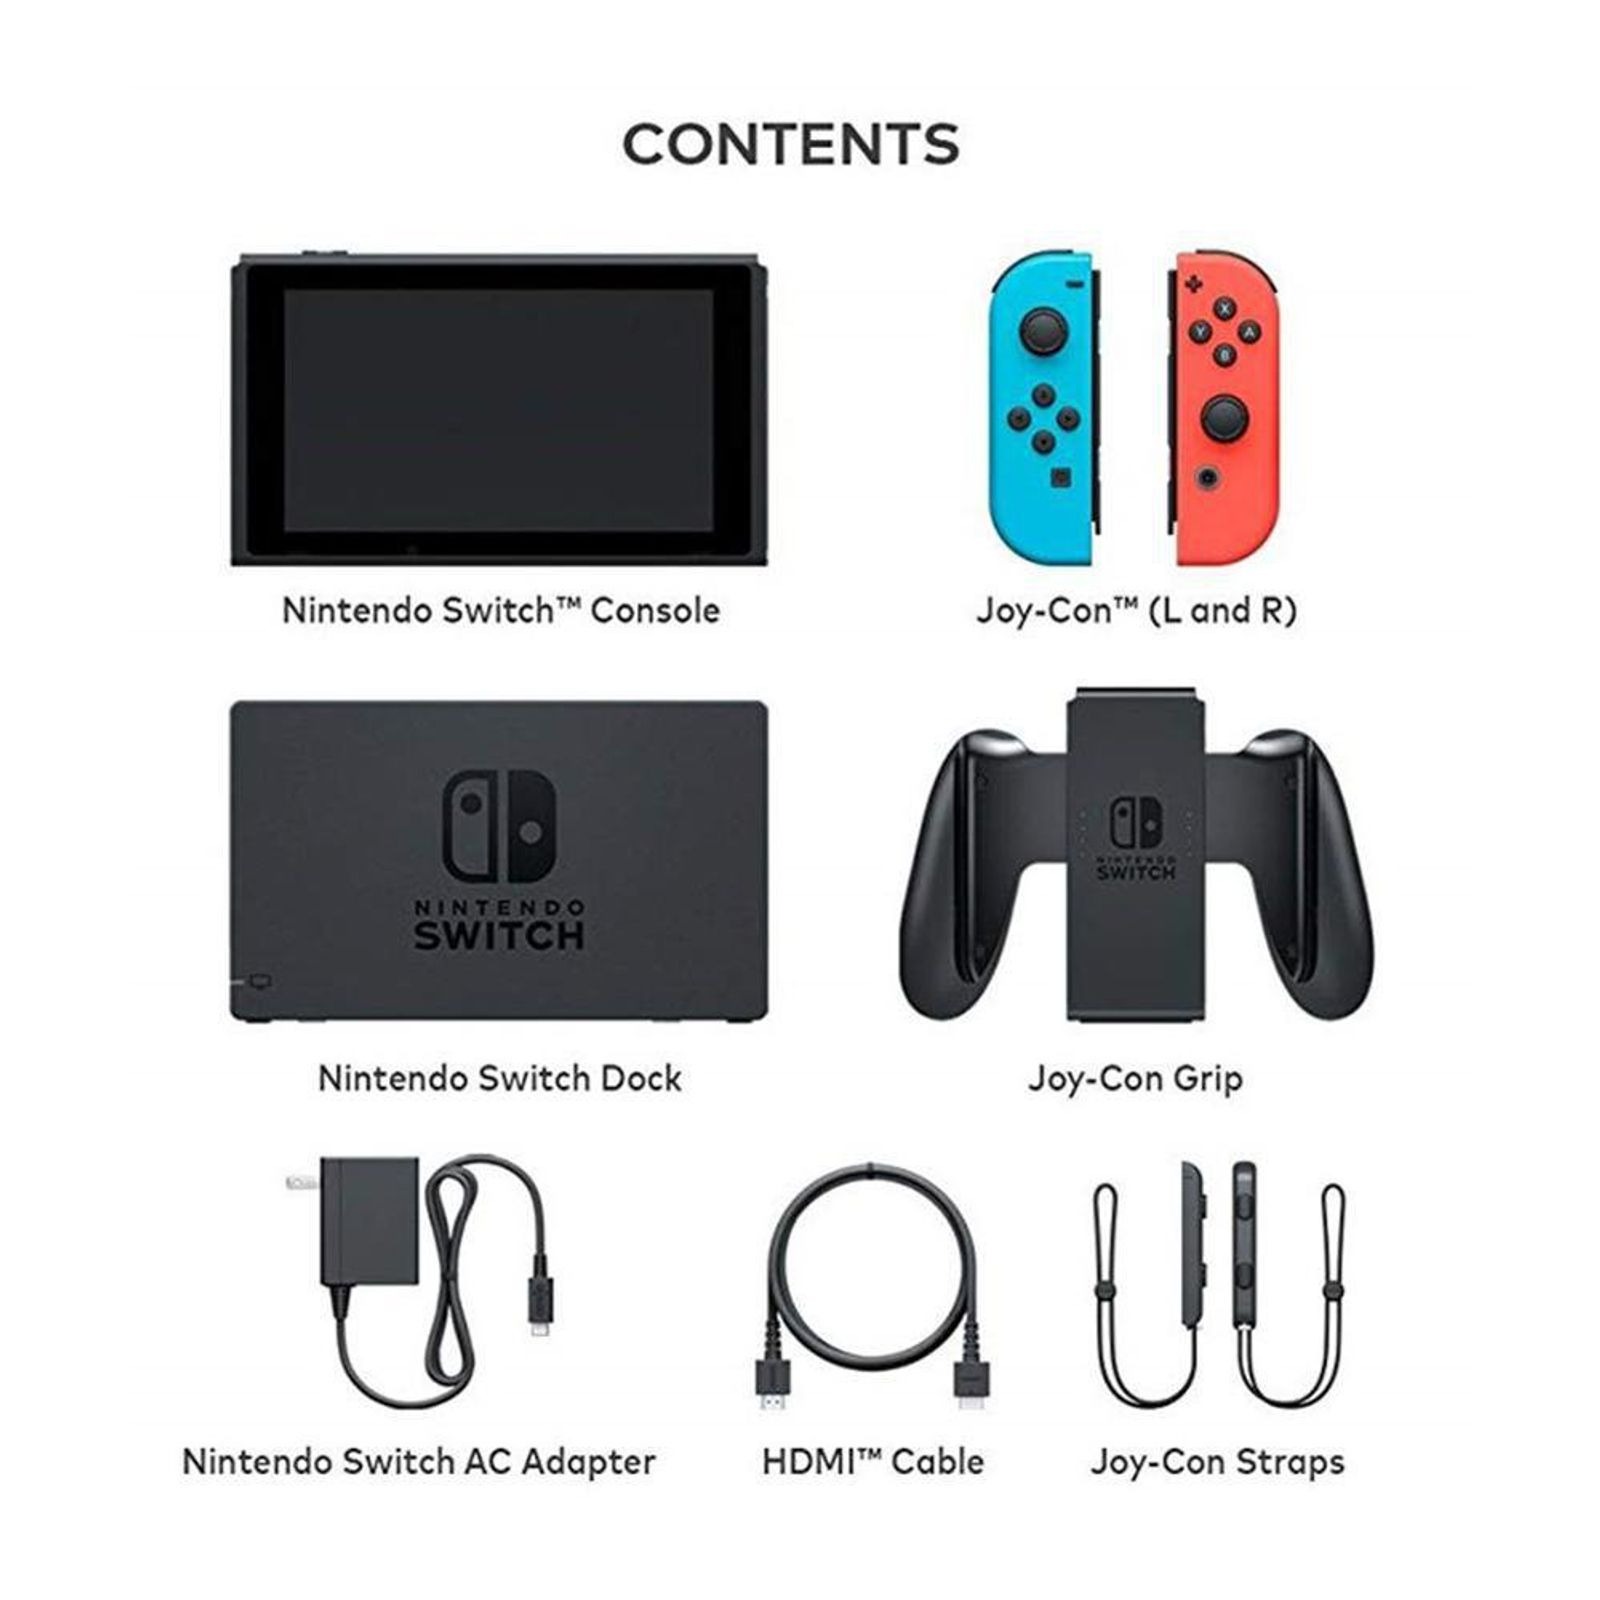 CONTENTS
X
Y A
B
Nintendo Switch™ Console
Joy-Con™ (L and R)
NINTENDO
SWITCH
NINTENDO
SWITCH
Nintendo Switch Dock
Joy-Con Grip
Nintendo Switch AC Adapter
HDMI™ Cable
Joy-Con Straps